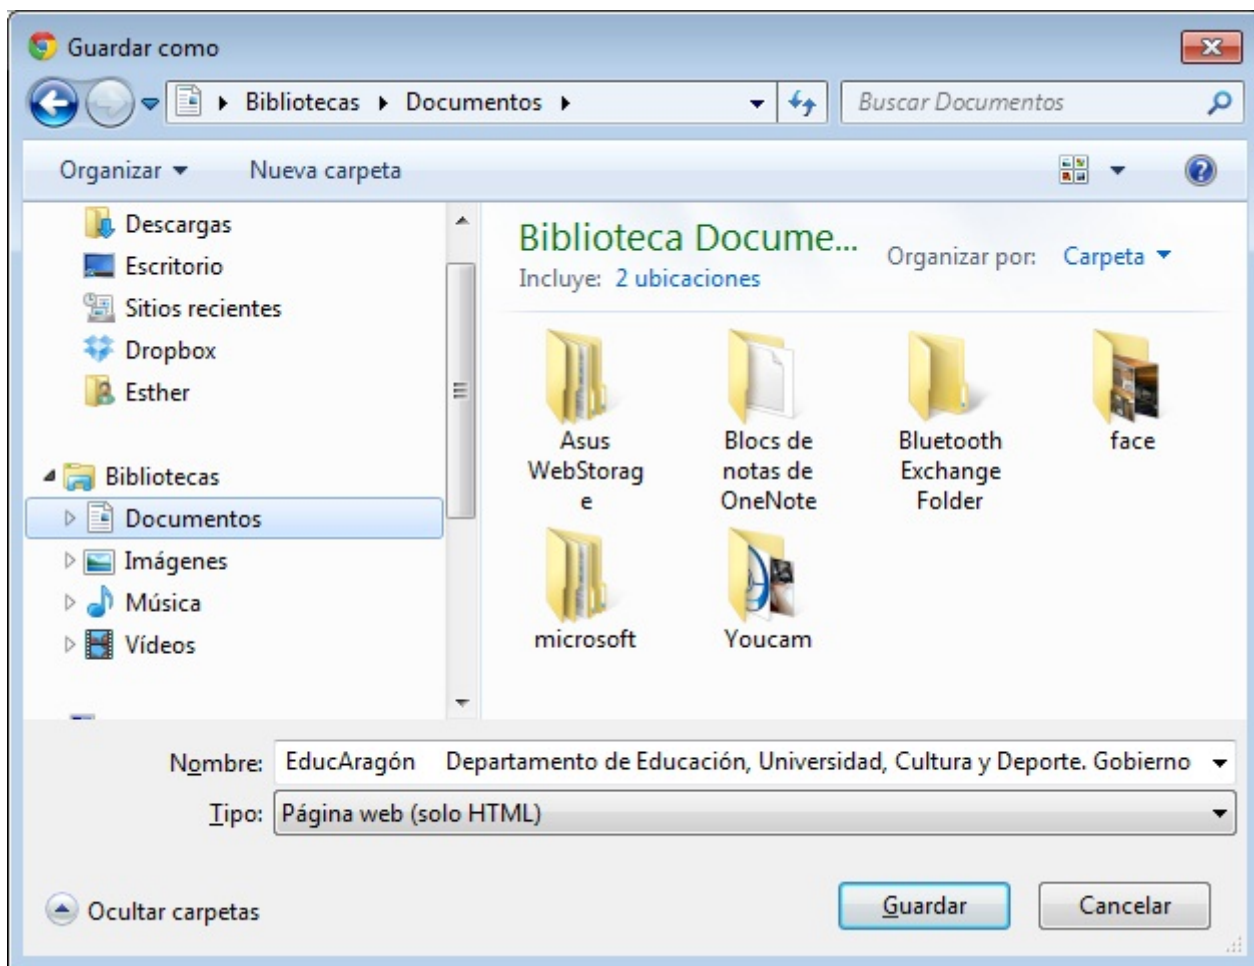 Guardar como
Bibliotecas Documentos
Buscar Documentos
Organizar Nueva carpeta
Descargas
Escritorio
Sitios recientes
Dropbox
Esther
Bibliotecas
Documentos
Imágenes
Música
Vídeos
Biblioteca Docume...
Incluye: 2 ubicaciones
Organizar por: Carpeta
Asus
WebStorag
e
Blocs de
notas de
OneNote
Bluetooth
Exchange
Folder
face
microsoft
Youcam
Nombre: EducAragón Departamento de Educación, Universidad, Cultura y Deporte. Gobierno
Tipo: Página web (solo HTML)
Ocultar carpetas
Guardar
Cancelar